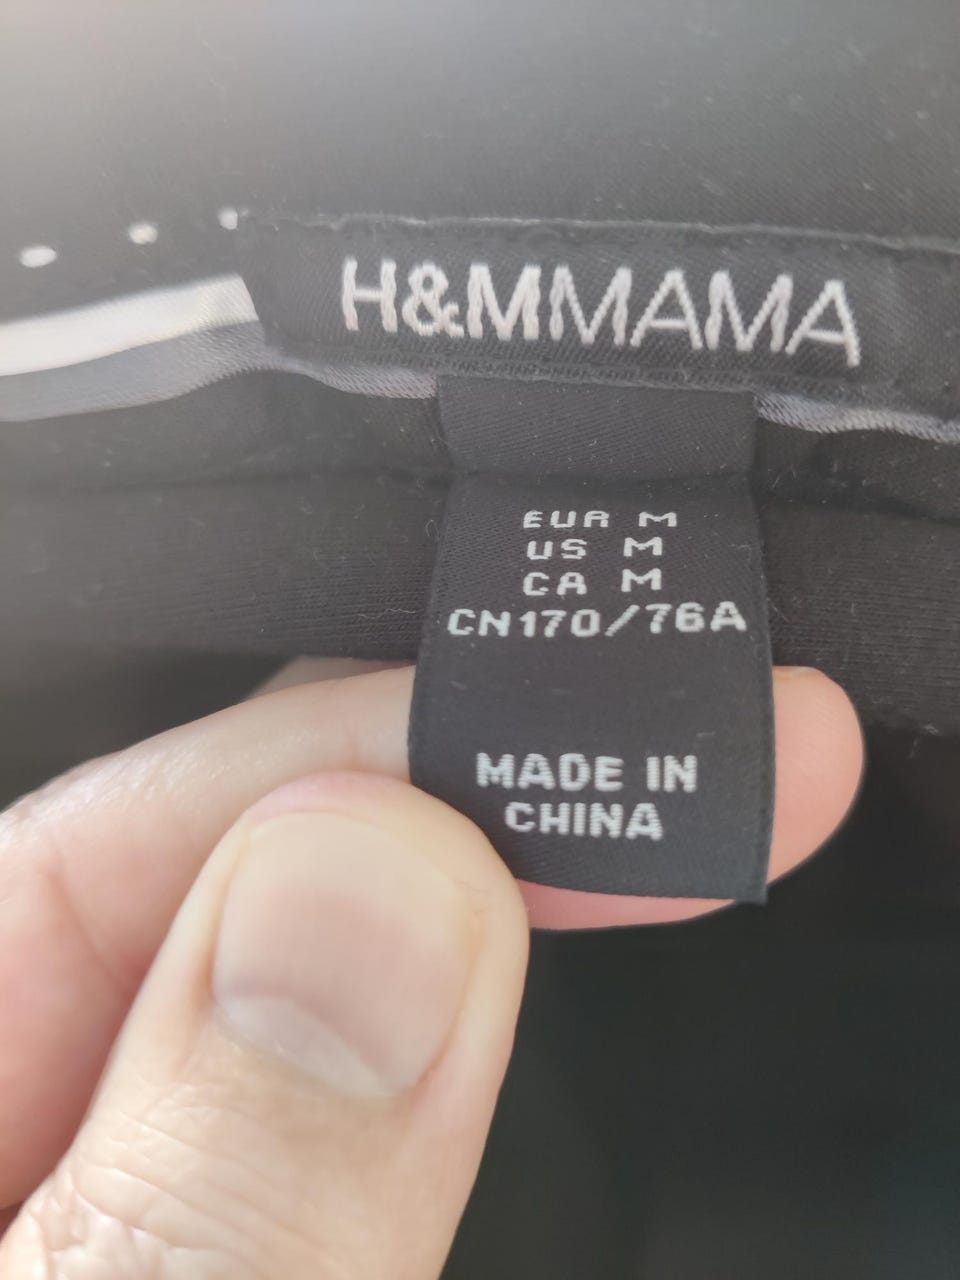 H&MMAMA
EUR M
US M
CA M
CN170/76A
MADE IN
CHINA